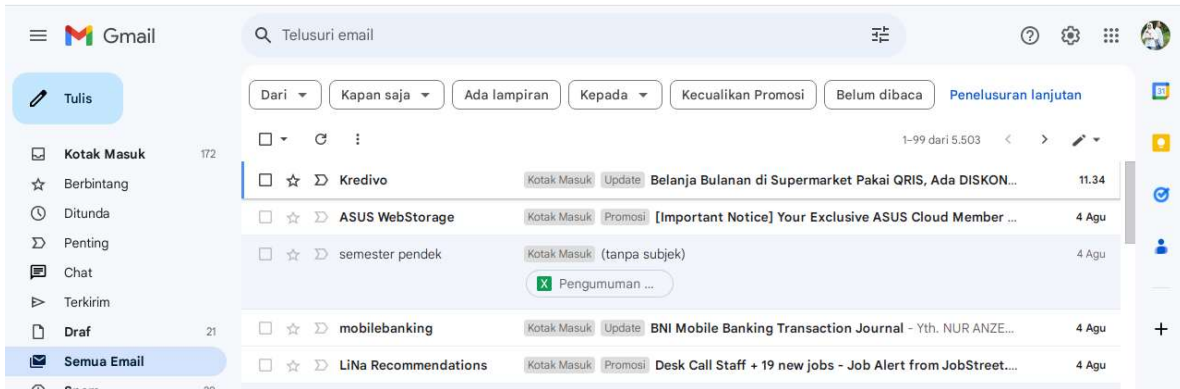 Gmail
Telusuri email
Tulis
Kotak Masuk 172
Berbintang
Ditunda
Penting
Chat
Terkirim
Draf 21
Semua Email
Dari Kapan saja Ada lampiran Kepada Kecualikan Promosi Belum dibaca Penelusuran lanjutan
1–99 dari 5.503
Kredivo Kotak Masuk Update Belanja Bulanan di Supermarket Pakai QRIS, Ada DISKON... 11.34
ASUS WebStorage Kotak Masuk Promosi [Important Notice] Your Exclusive ASUS Cloud Member ... 4 Agu
semester pendek Kotak Masuk (tanpa subjek) 4 Agu
X Pengumuman ...
mobilebanking Kotak Masuk Update BNI Mobile Banking Transaction Journal - Yth. NUR ANZE... 4 Agu
LiNa Recommendations Kotak Masuk Promosi Desk Call Staff + 19 new jobs - Job Alert from JobStreet.... 4 Agu
31